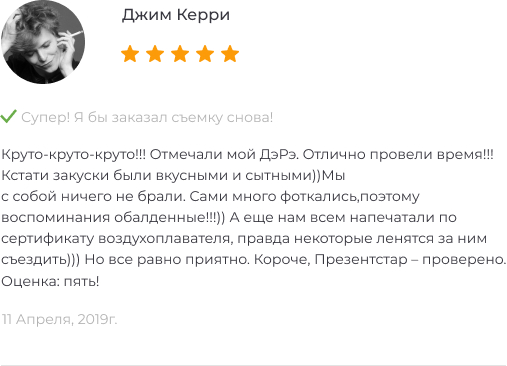 Джим Керри
Супер! Я бы заказал съемку снова!
Круто-круто-круто!!! Отмечали мой ДэРэ. Отлично провели время!!!
Кстати закуски были вкусными и сытными))Мы
с собой ничего не брали. Сами много фоткались,поэтому
воспоминания обалденные!!!)) А еще нам всем напечатали по
сертификату воздухоплавателя, правда некоторые ленятся за ним
съездить))) Но все равно приятно. Короче, Презентстар – проверено.
Оценка: пять!
11 Апреля, 2019г.